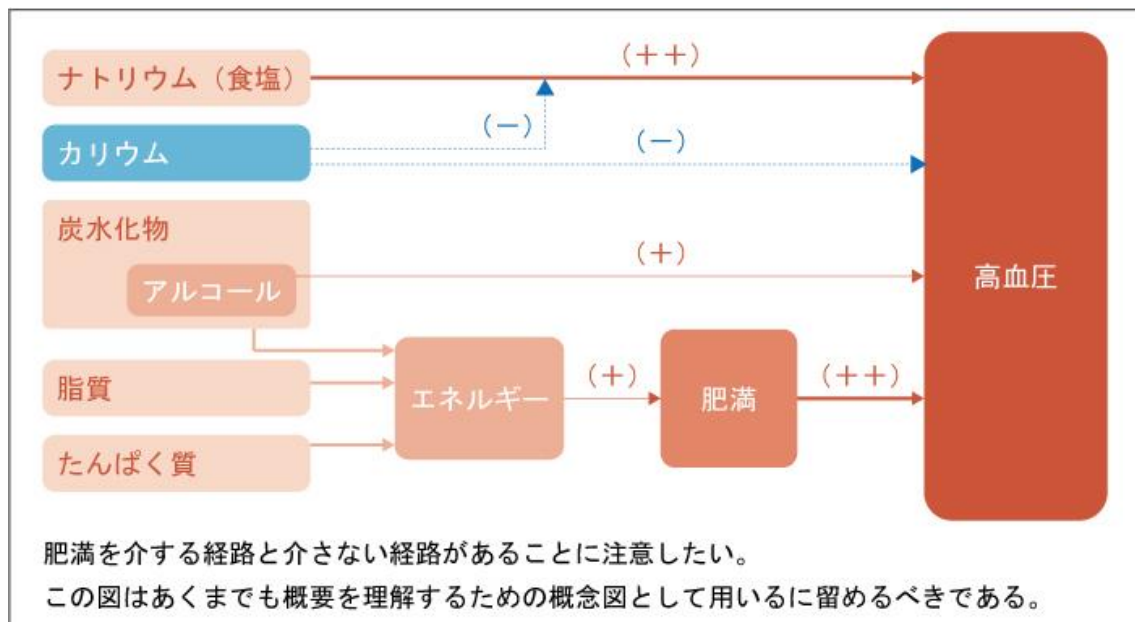 ナトリウム（食塩）
（＋＋）
（－）
カリウム
（－）
炭水化物
アルコール
（＋）
高血圧
脂質
たんぱく質
エネルギー
（＋）
肥満
（＋＋）
肥満を介する経路と介さない経路があることに注意したい。
この図はあくまでも概要を理解するための概念図として用いるに留めるべきである。